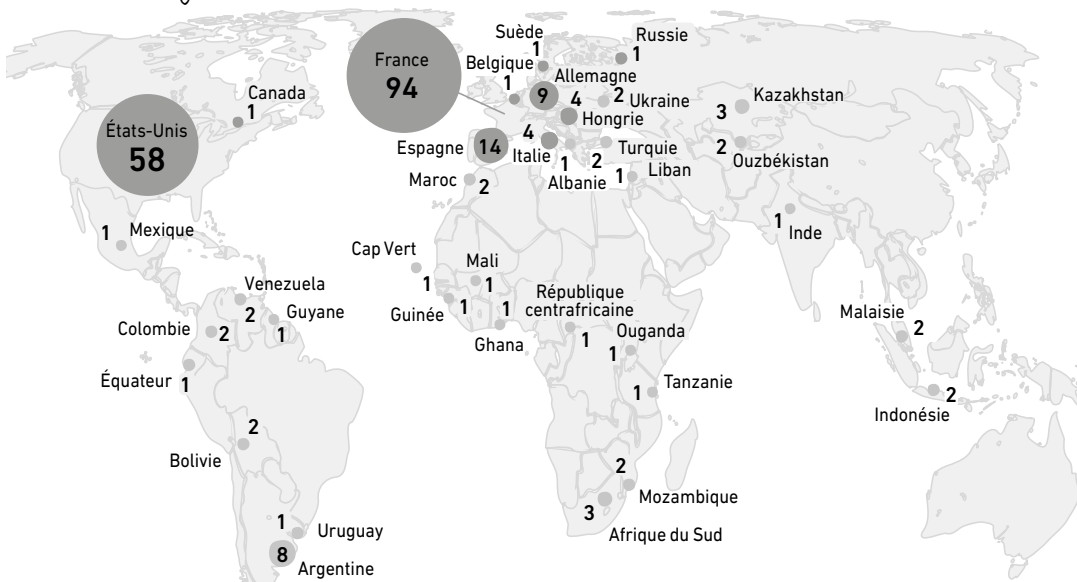 Suède
1
Russie
1
Belgique
1
France
94
Allemagne
9
Canada
1
4
Hongrie
2
Ukraine
Kazakhstan
3
États-Unis
58
Espagne
14
4
Italie
Turquie
2
2
Ouzbékistan
1
Albanie
1
Liban
Maroc
2
1
Mexique
1
Inde
Cap Vert
1
Mali
1
Venezuela
2
Guyane
1
République
centrafricaine
1
Guinée
1
1
Ghana
Colombie
2
Ouganda
1
Malaisie
2
Équateur
1
Tanzanie
1
2
Indonésie
2
Bolivie
2
Mozambique
3
Afrique du Sud
1
Uruguay
8
Argentine